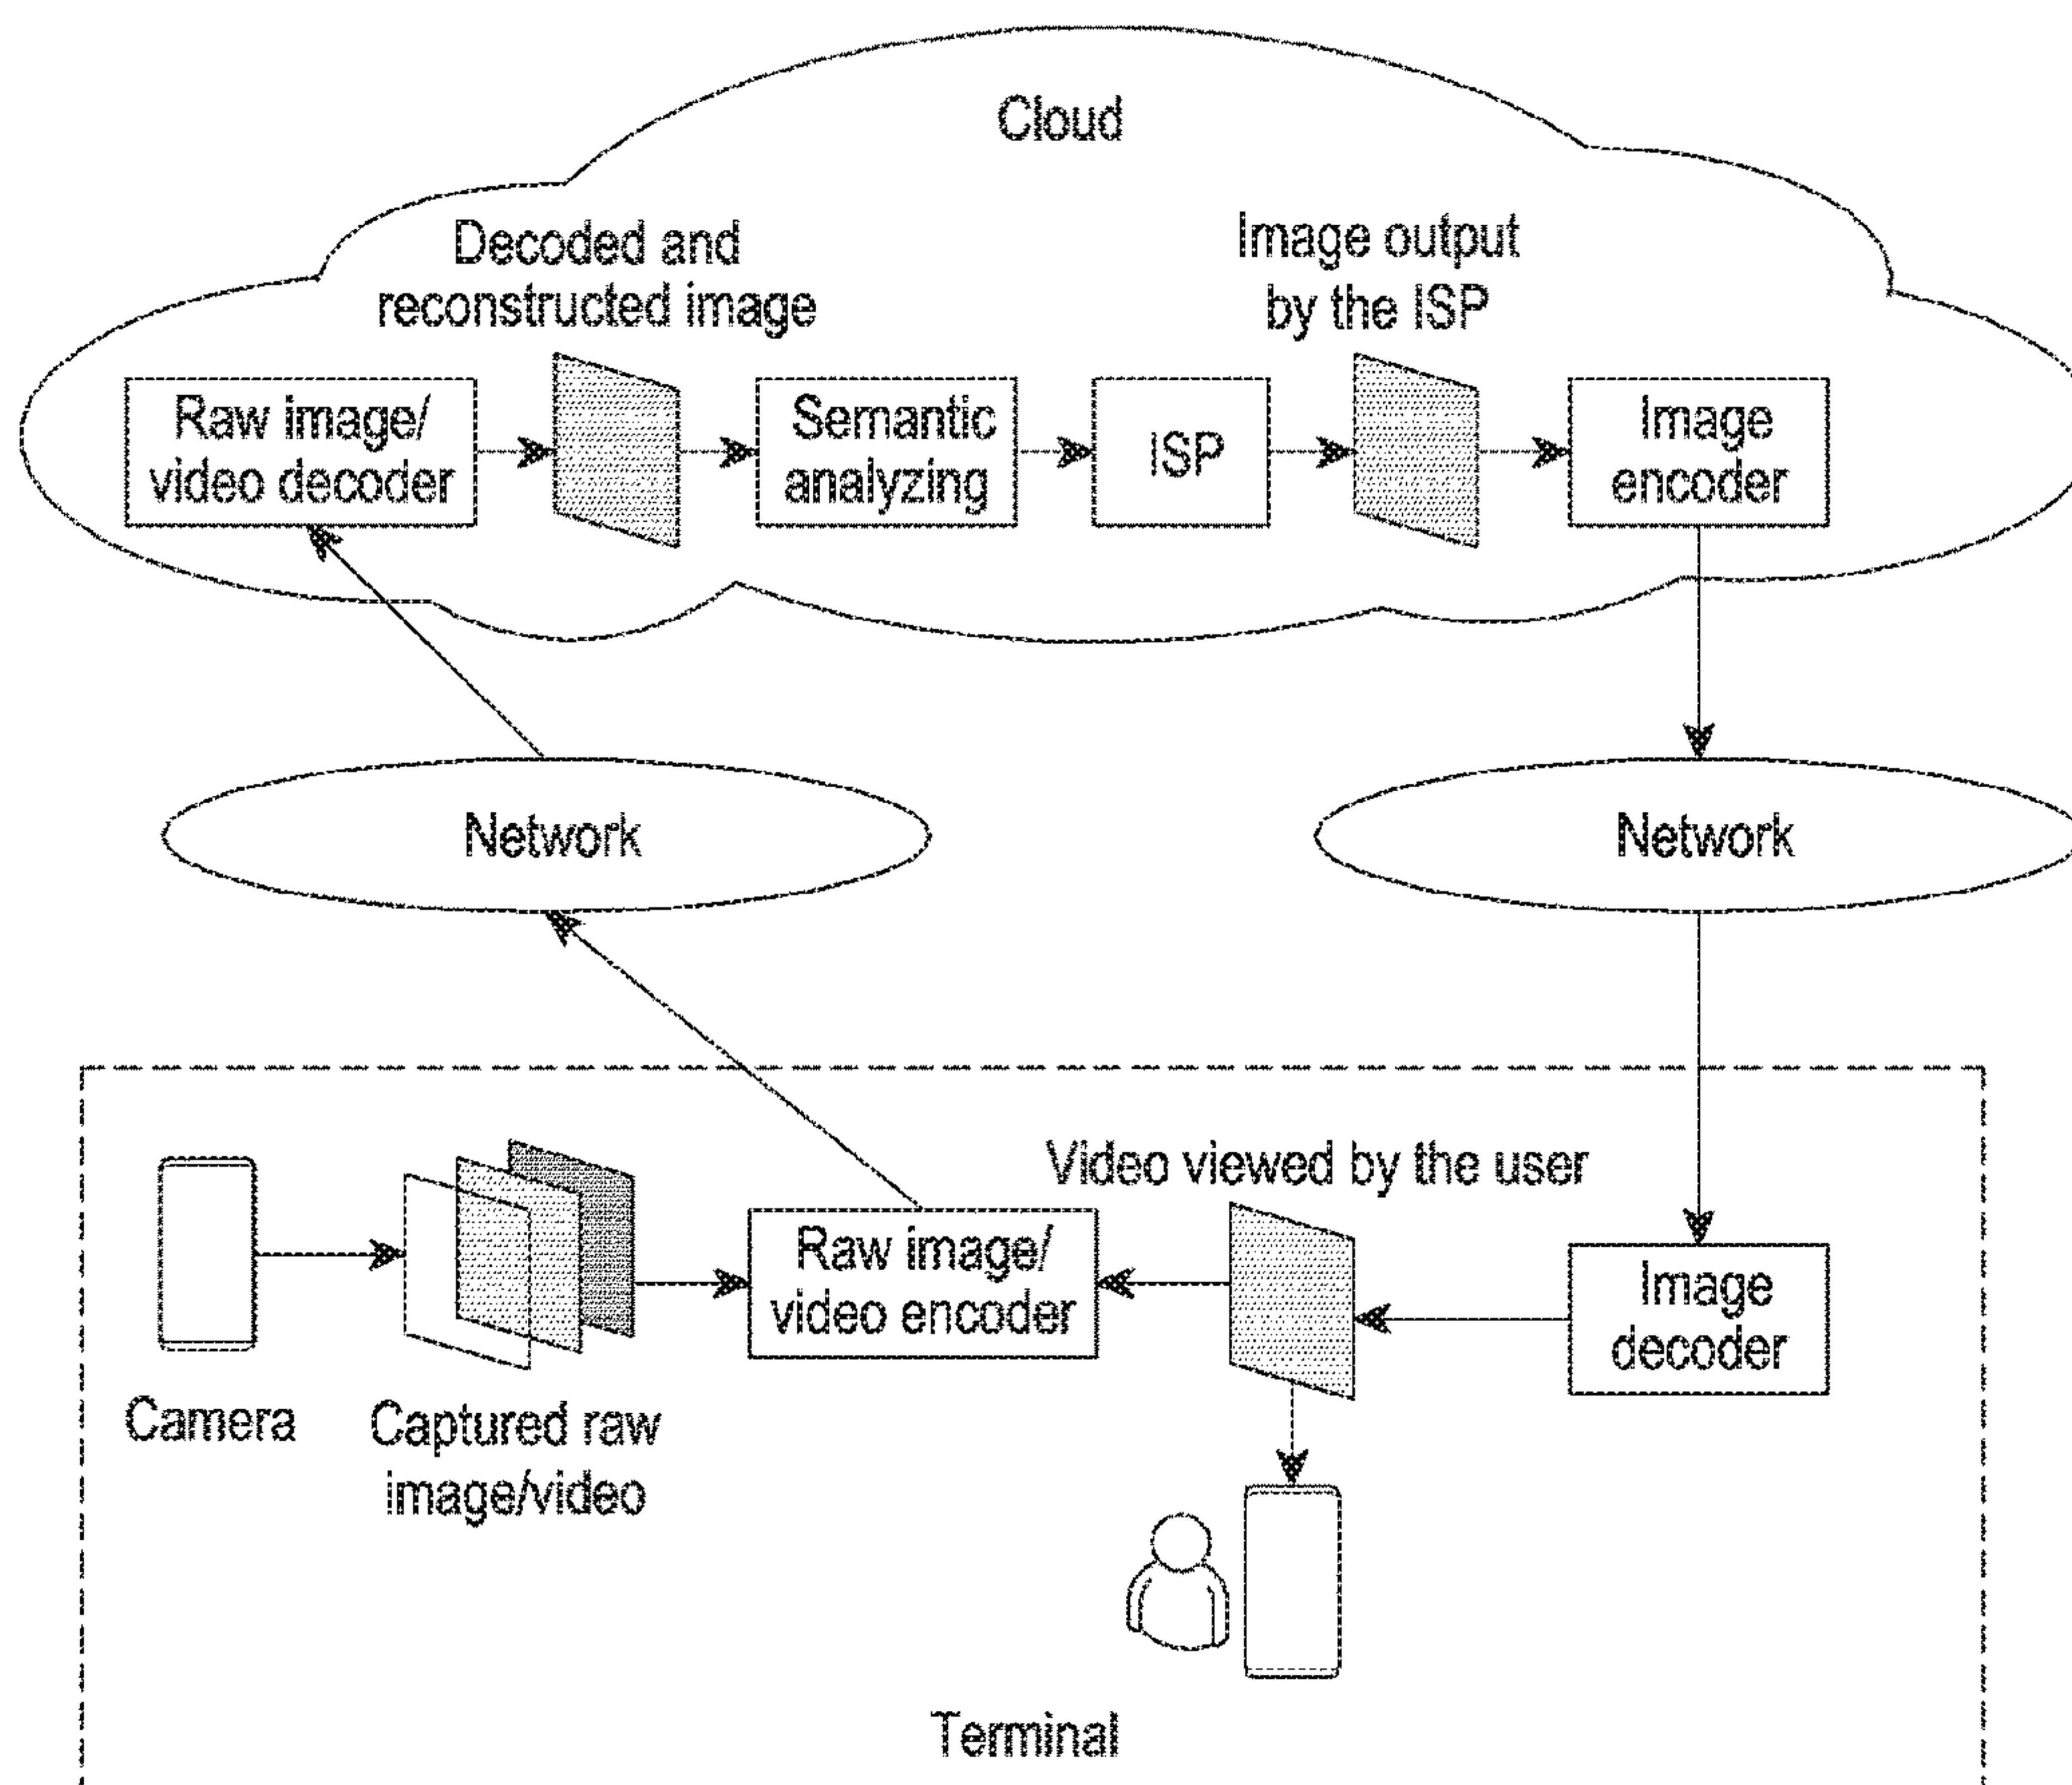 Cloud
Decoded and
reconstructed image
Image output
by the ISP
Raw image/
video decoder
Semantic
analyzing
ISP
Image
encoder
Network
Network
Video viewed by the user
Raw image/
video encoder
Image
decoder
Camera
Captured raw
image/video
Terminal